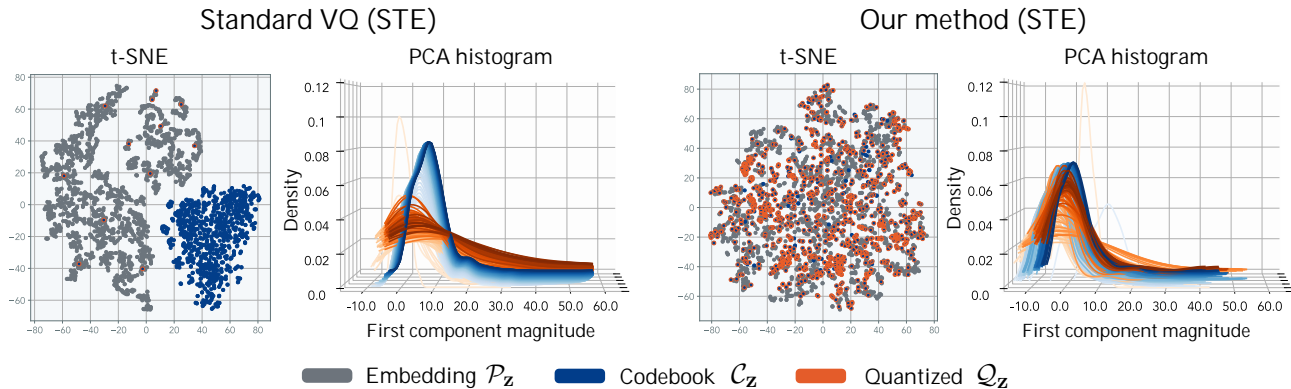 Standard VQ (STE)
Our method (STE)
t-SNE
PCA histogram
t-SNE
PCA histogram
80
60
40
20
0
−20
−40
−60
−80 −60 −40 −20 0 20 40 60 80
Density
0.12
0.1
0.08
0.06
0.04
0.02
0.0
-10.0 0.0 10.0 20.0 30.0 40.0 50.0 60.0
First component magnitude
80
60
40
20
0
−20
−40
−60
−80 −60 −40 −20 0 20 40 60 80
Density
0.12
0.1
0.08
0.06
0.04
0.02
0.0
-10.0 0.0 10.0 20.0 30.0 40.0 50.0 60.0
First component magnitude
Embedding 𝒫_𝐳 Codebook 𝒞_𝐳 Quantized 𝒬_𝐳